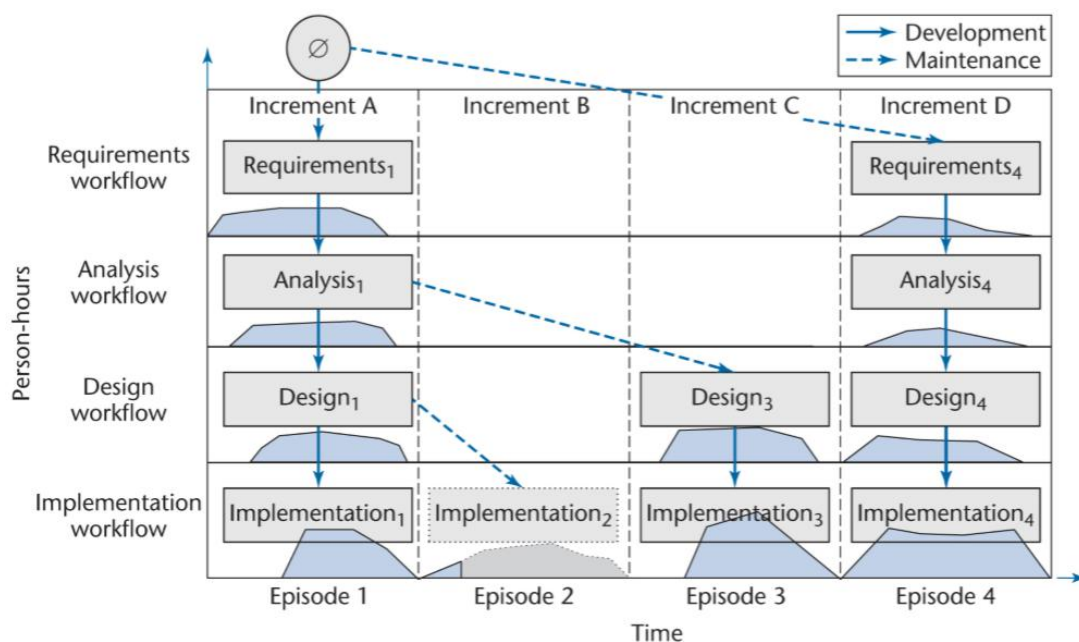 ∅
Development
Maintenance
Increment A
Increment B
Increment C
Increment D
Requirements
workflow
Requirements₁
Requirements₄
Analysis
workflow
Analysis₁
Analysis₄
Person-hours
Design
workflow
Design₁
Design₃
Design₄
Implementation
workflow
Implementation₁
Implementation₂
Implementation₃
Implementation₄
Episode 1
Episode 2
Episode 3
Episode 4
Time